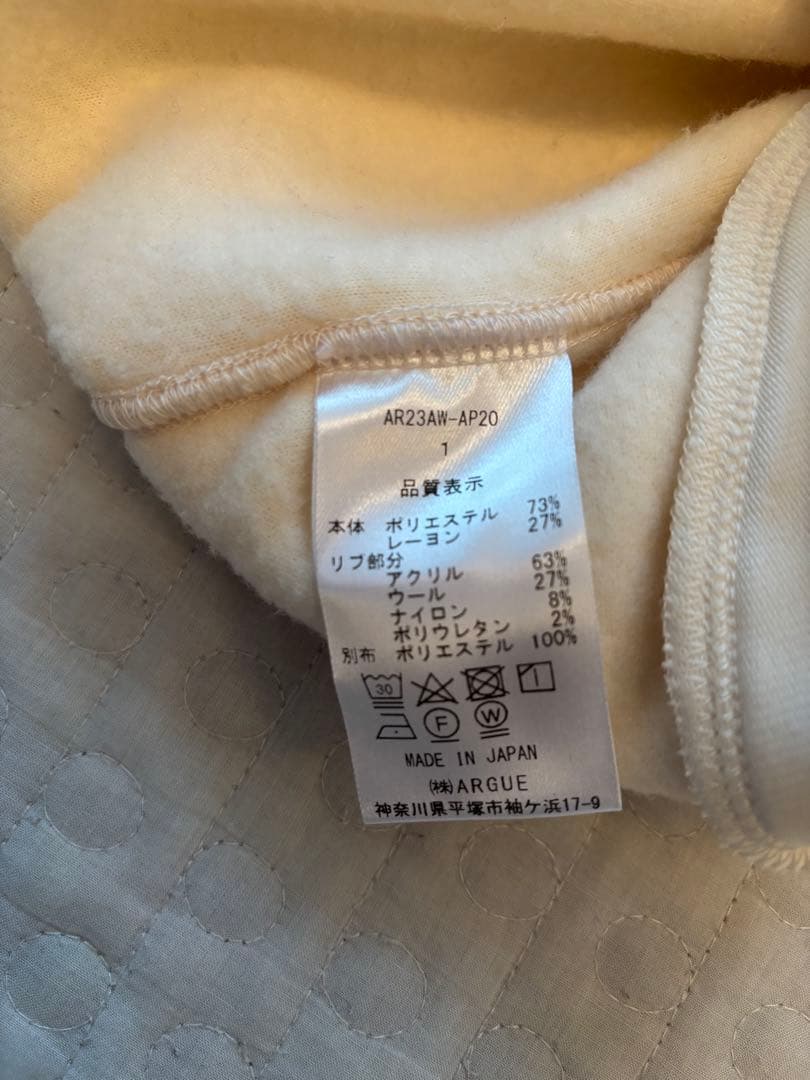 AR23AW-AP20
1
品質表示
本体 ポリエステル 73%
レーヨン 27%
リブ部分
アクリル 63%
ウール 27%
ナイロン 8%
ポリウレタン 2%
別布 ポリエステル 100%
30
F W
MADE IN JAPAN
㈱ARGUE
神奈川県平塚市袖ケ浜17-9